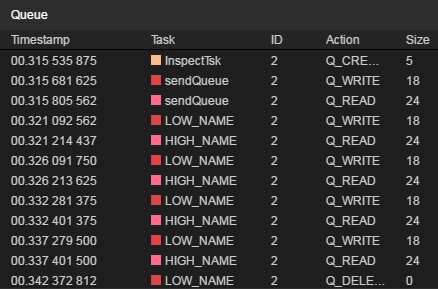 Queue
Timestamp Task ID Action Size
00.315 535 875 InspectTsk 2 Q_CRE... 5
00.315 681 625 sendQueue 2 Q_WRITE 18
00.315 805 562 sendQueue 2 Q_READ 24
00.321 092 562 LOW_NAME 2 Q_WRITE 18
00.321 214 437 HIGH_NAME 2 Q_READ 24
00.326 091 750 LOW_NAME 2 Q_WRITE 18
00.326 213 625 HIGH_NAME 2 Q_READ 24
00.332 281 375 LOW_NAME 2 Q_WRITE 18
00.332 401 375 HIGH_NAME 2 Q_READ 24
00.337 279 500 LOW_NAME 2 Q_WRITE 18
00.337 401 500 HIGH_NAME 2 Q_READ 24
00.342 372 812 LOW_NAME 2 Q_DELE... 0